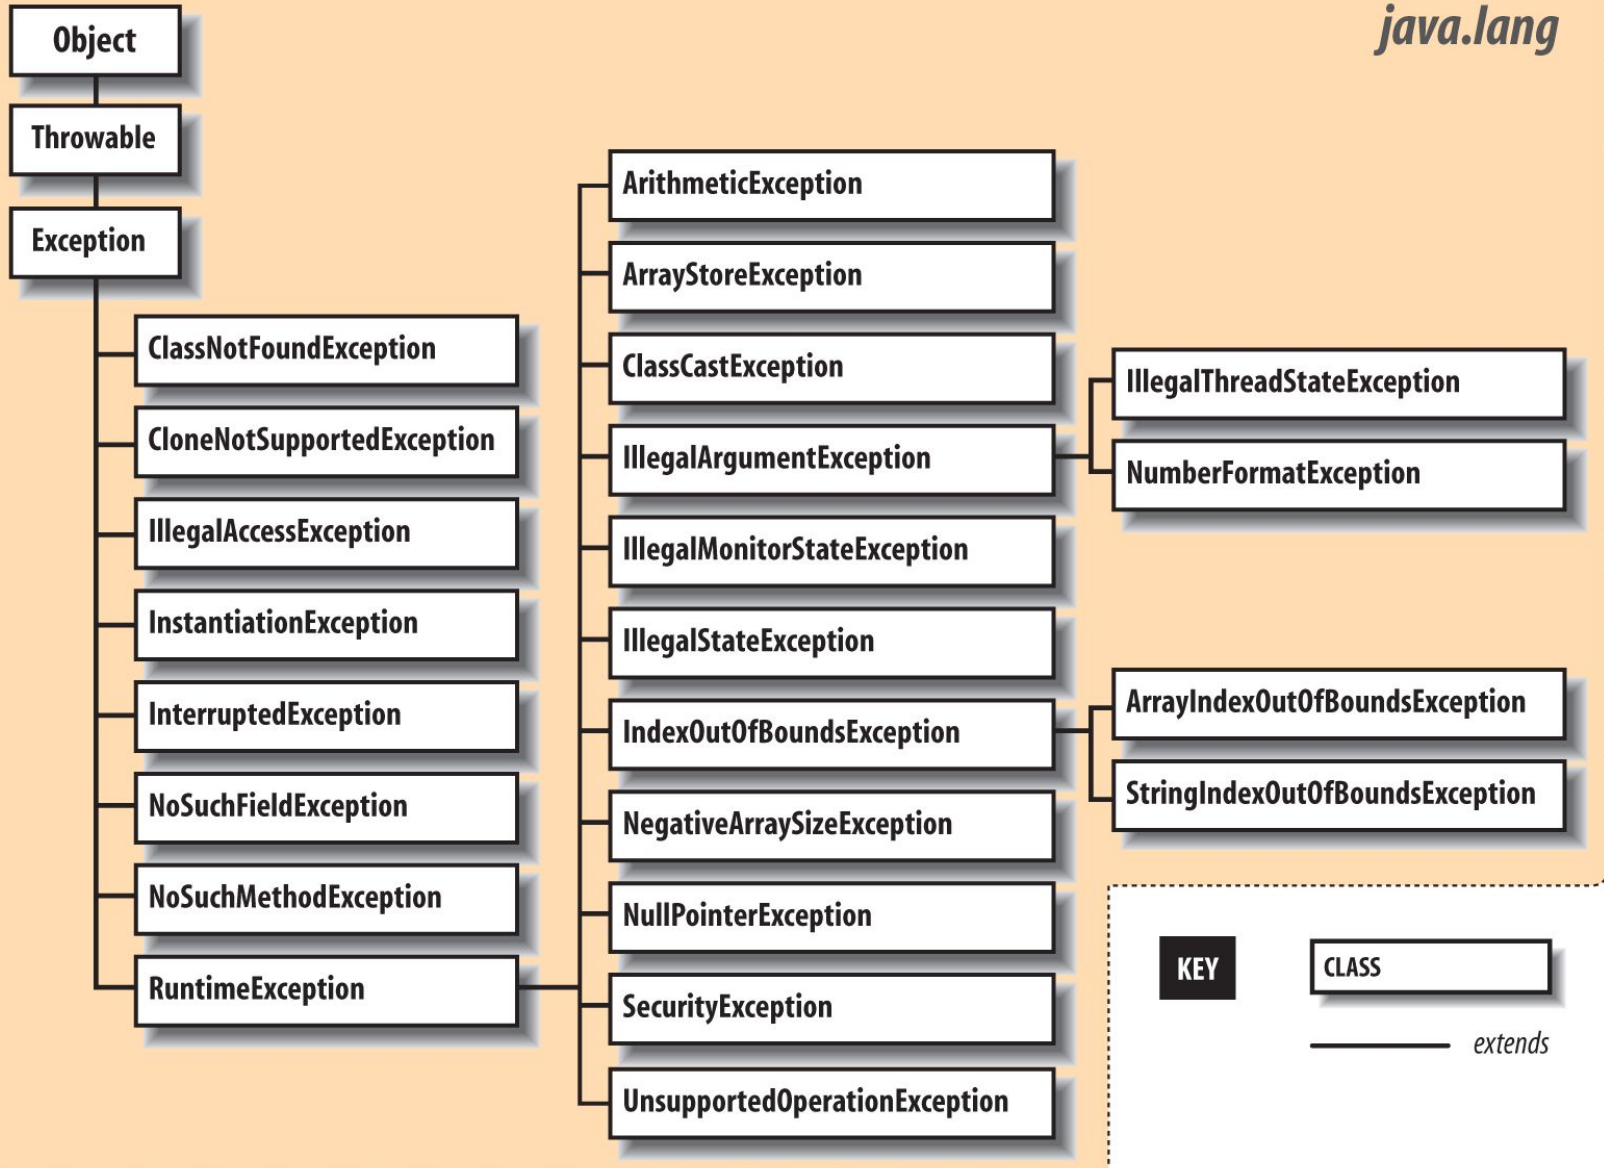 java.lang
Object
Throwable
Exception
ClassNotFoundException
CloneNotSupportedException
IllegalAccessException
InstantiationException
InterruptedException
NoSuchFieldException
NoSuchMethodException
RuntimeException
ArithmeticException
ArrayStoreException
ClassCastException
IllegalArgumentException
IllegalMonitorStateException
IllegalStateException
IndexOutOfBoundsException
NegativeArraySizeException
NullPointerException
SecurityException
UnsupportedOperationException
IllegalThreadStateException
NumberFormatException
ArrayIndexOutOfBoundsException
StringIndexOutOfBoundsException
KEY
CLASS
extends